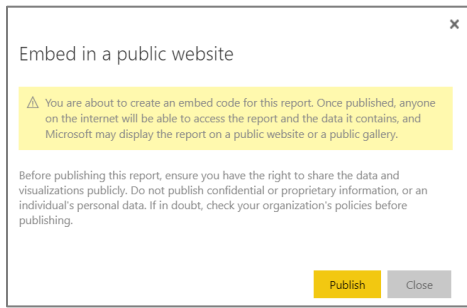 Embed in a public website
You are about to create an embed code for this report. Once published, anyone
on the internet will be able to access the report and the data it contains, and
Microsoft may display the report on a public website or a public gallery.
Before publishing this report, ensure you have the right to share the data and
visualizations publicly. Do not publish confidential or proprietary information, or an
individual's personal data. If in doubt, check your organization's policies before
publishing.
Publish
Close